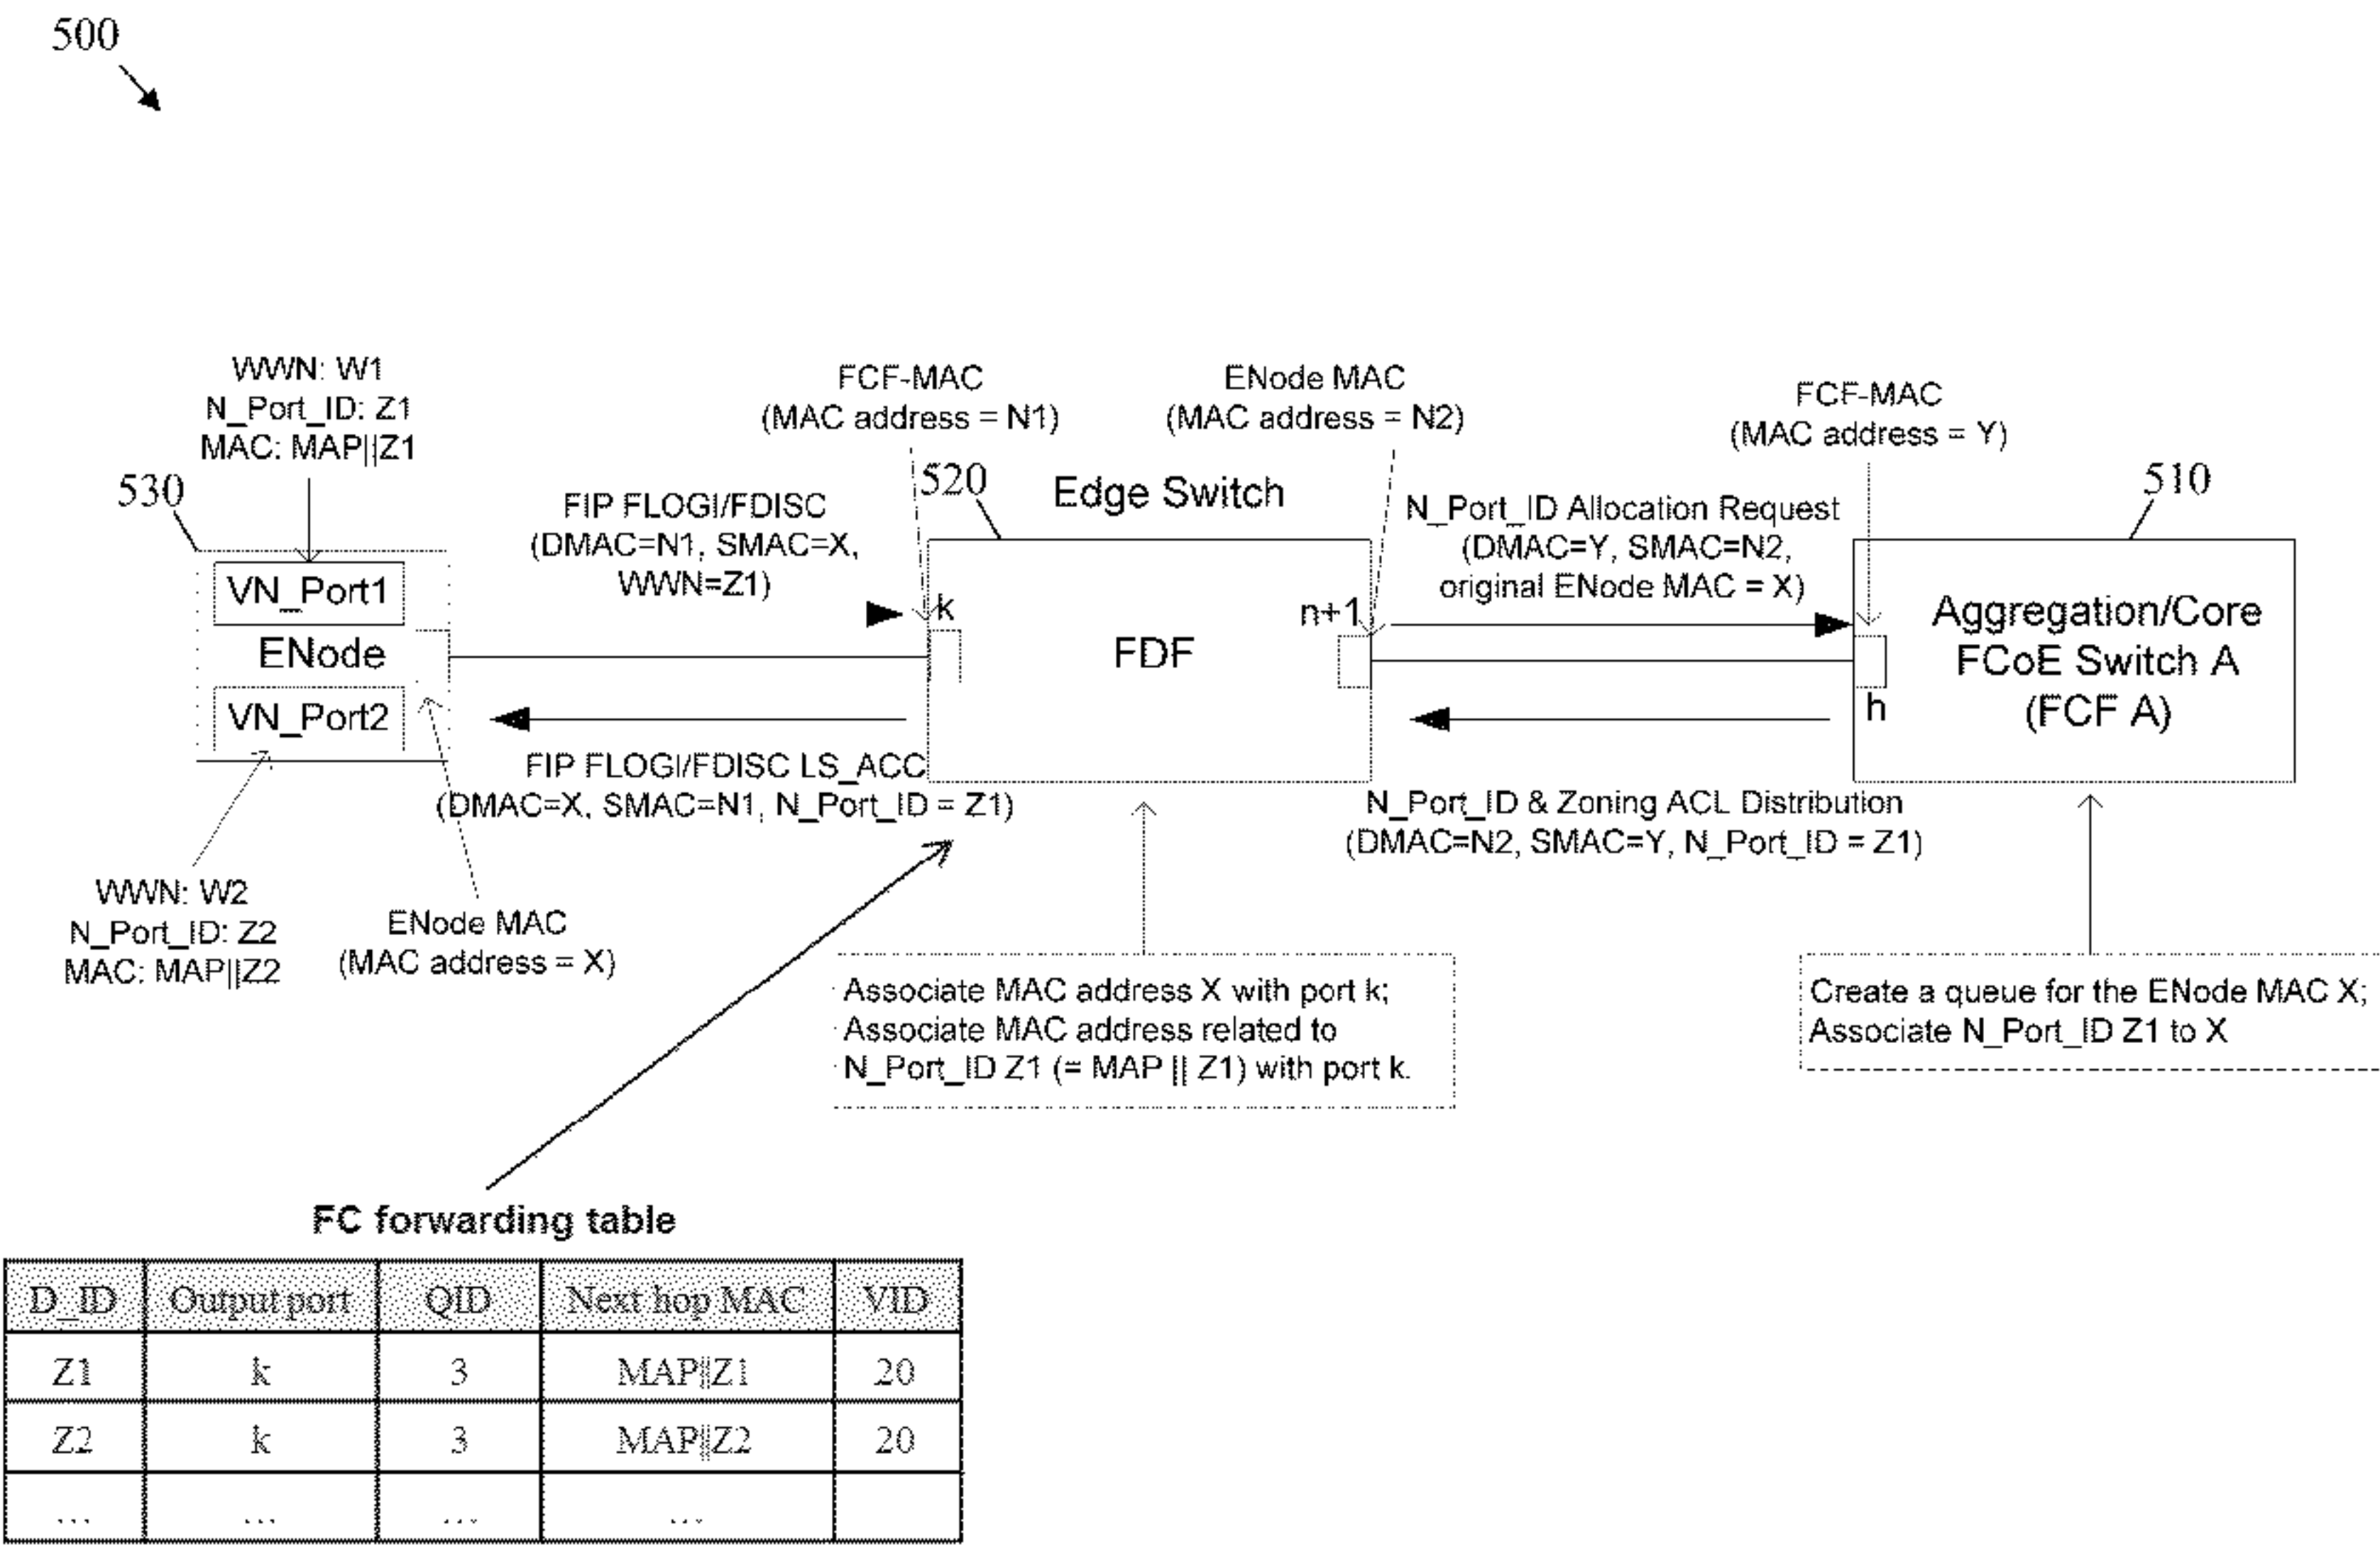 500
WWN: W1
N_Port_ID: Z1
MAC: MAP||Z1
530
VN_Port1
ENode
VN_Port2
WWN: W2
N_Port_ID: Z2
MAC: MAP||Z2
ENode MAC
(MAC address = X)
FIP FLOGI/FDISC
(DMAC=N1, SMAC=X,
WWN=Z1)
FIP FLOGI/FDISC LS_ACC
(DMAC=X, SMAC=N1, N_Port_ID = Z1)
FCF-MAC
(MAC address = N1)
520
Edge Switch
ENode MAC
(MAC address = N2)
k
FDF
n+1
N_Port_ID Allocation Request
(DMAC=Y, SMAC=N2,
original ENode MAC = X)
N_Port_ID & Zoning ACL Distribution
(DMAC=N2, SMAC=Y, N_Port_ID = Z1)
FCF-MAC
(MAC address = Y)
510
h
Aggregation/Core
FCoE Switch A
(FCF A)
Associate MAC address X with port k;
Associate MAC address related to
N_Port_ID Z1 (= MAP || Z1) with port k.
Create a queue for the ENode MAC X;
Associate N_Port_ID Z1 to X
FC forwarding table
D_ID Output port QID Next hop MAC VID
Z1 k 3 MAP||Z1 20
Z2 k 3 MAP||Z2 20
... ... ... ...